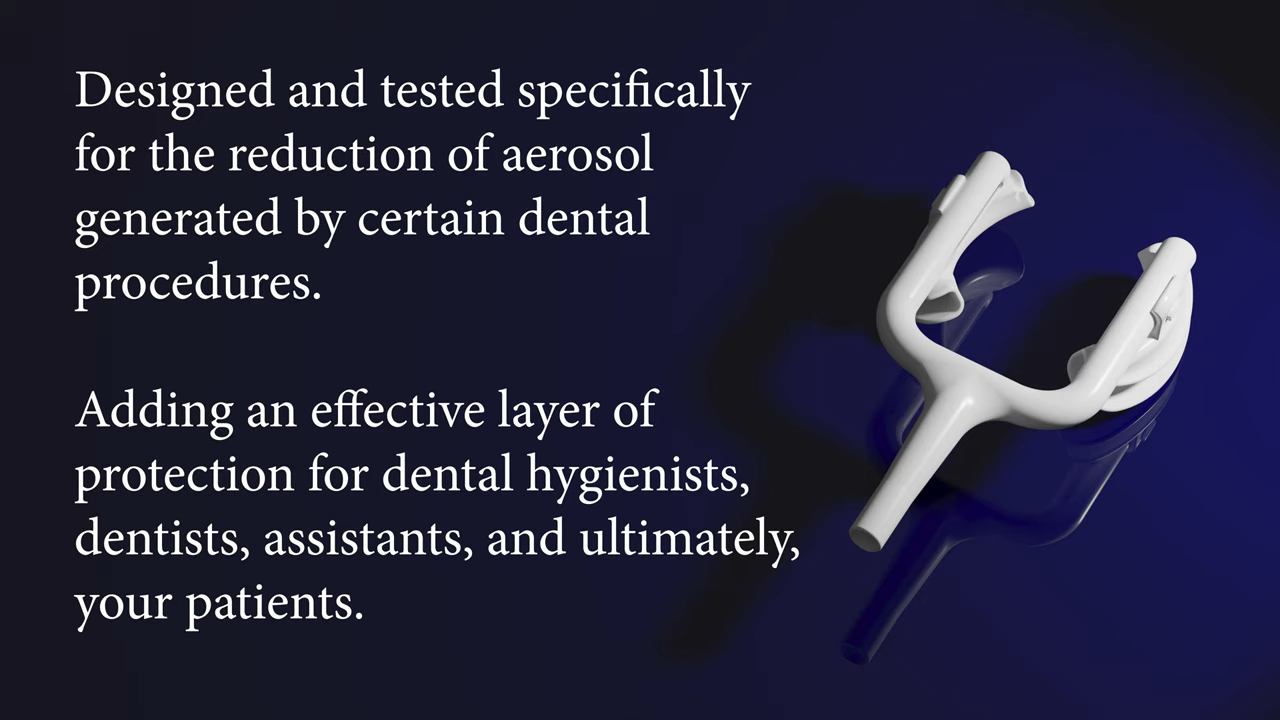 Designed and tested specifically
for the reduction of aerosol
generated by certain dental
procedures.
Adding an effective layer of
protection for dental hygienists,
dentists, assistants, and ultimately,
your patients.